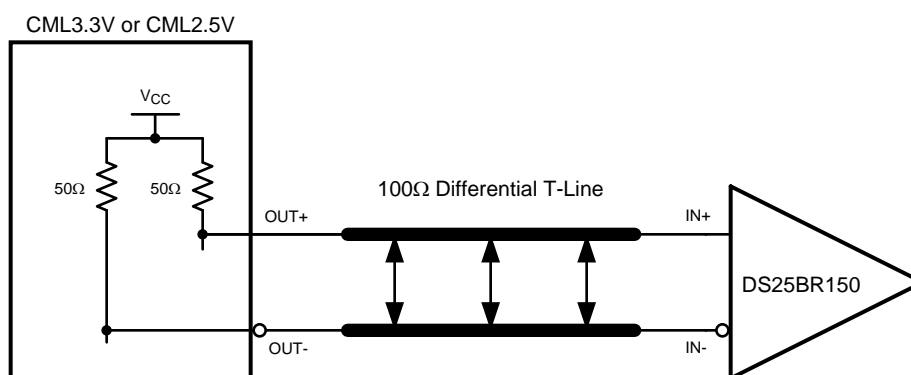 CML3.3V or CML2.5V
VCC
50Ω
50Ω
100Ω Differential T-Line
OUT+
IN+
DS25BR150
OUT-
IN-